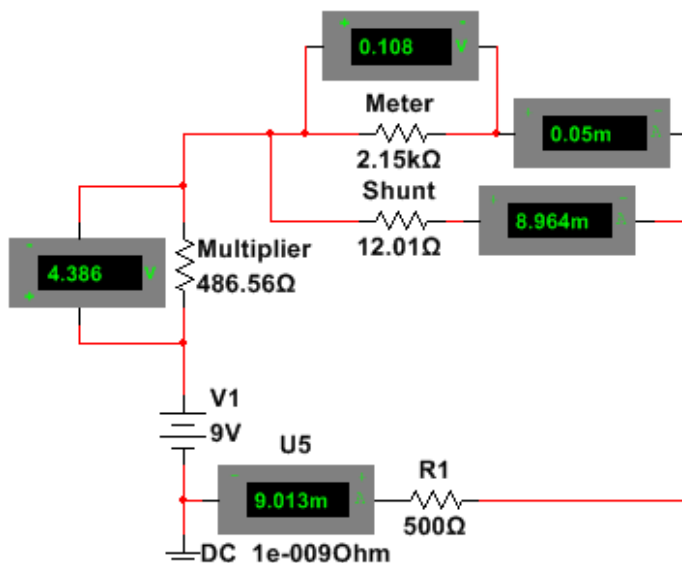 0.108 V
Meter
2.15kΩ
0.05m A
Shunt
12.01Ω
8.964m A
Multiplier
486.56Ω
4.386 V
V1
9V
U5
9.013m A
R1
500Ω
DC 1e-009Ohm